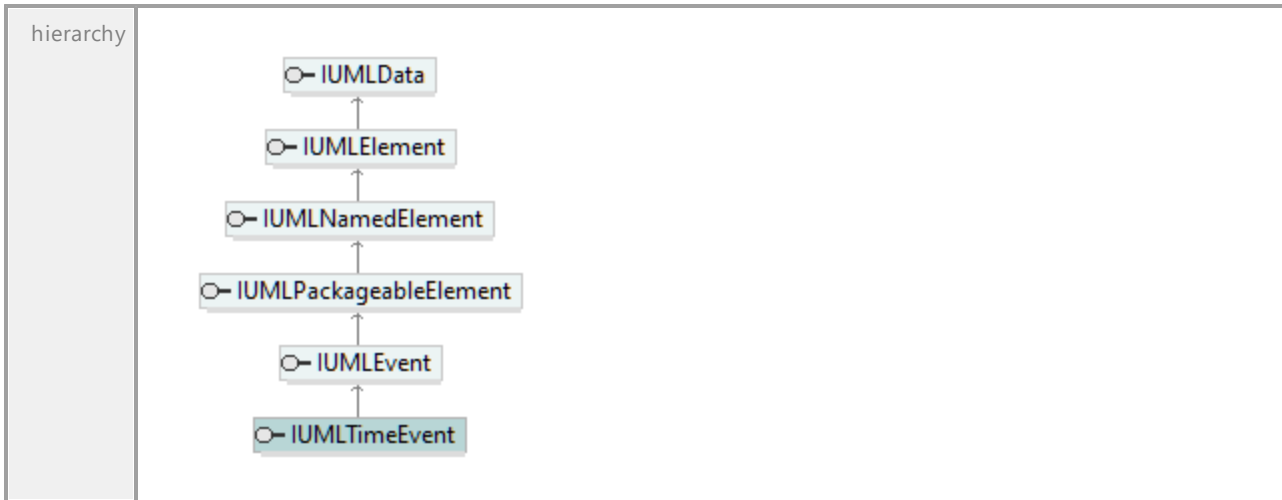 hierarchy
IUMLData
IUMLElement
IUMLNamedElement
IUMLPackageableElement
IUMLEvent
IUMLTimeEvent